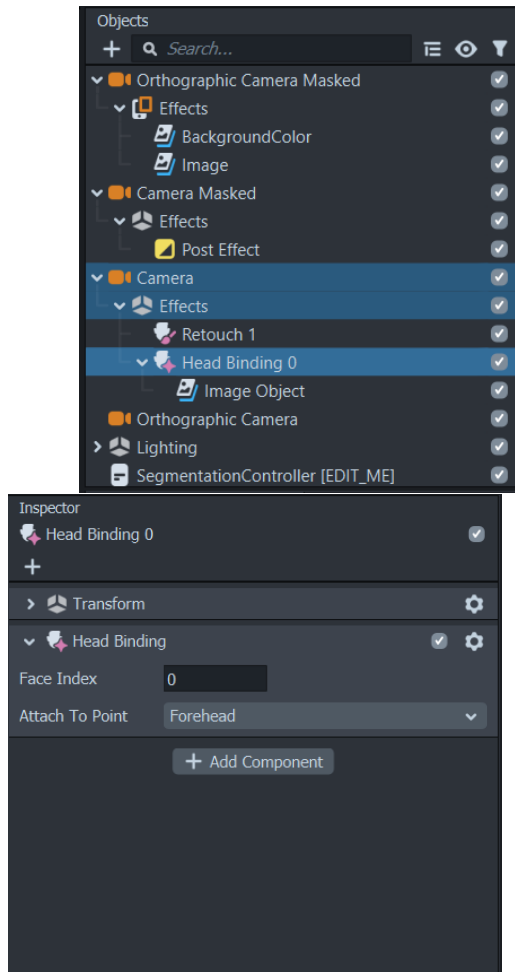 Objects
Search...
Orthographic Camera Masked
Effects
BackgroundColor
Image
Camera Masked
Effects
Post Effect
Camera
Effects
Retouch 1
Head Binding 0
Image Object
Orthographic Camera
Lighting
SegmentationController [EDIT_ME]
Inspector
Head Binding 0
Transform
Head Binding
Face Index 0
Attach To Point Forehead
Add Component